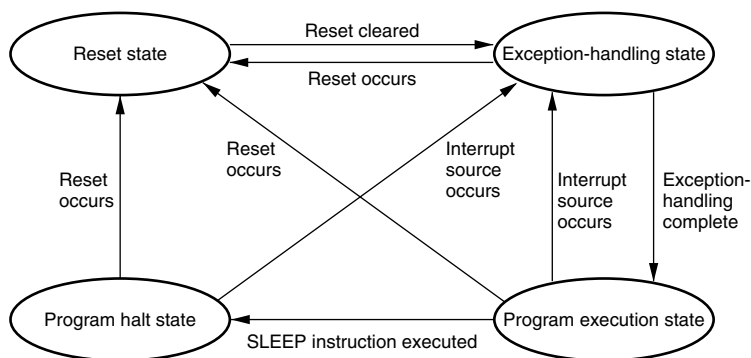 Reset cleared
Reset state
Exception-handling state
Reset occurs
Reset
occurs
Reset
occurs
Interrupt
source
occurs
Interrupt
source
occurs
Exception-
handling
complete
Program halt state
Program execution state
SLEEP instruction executed